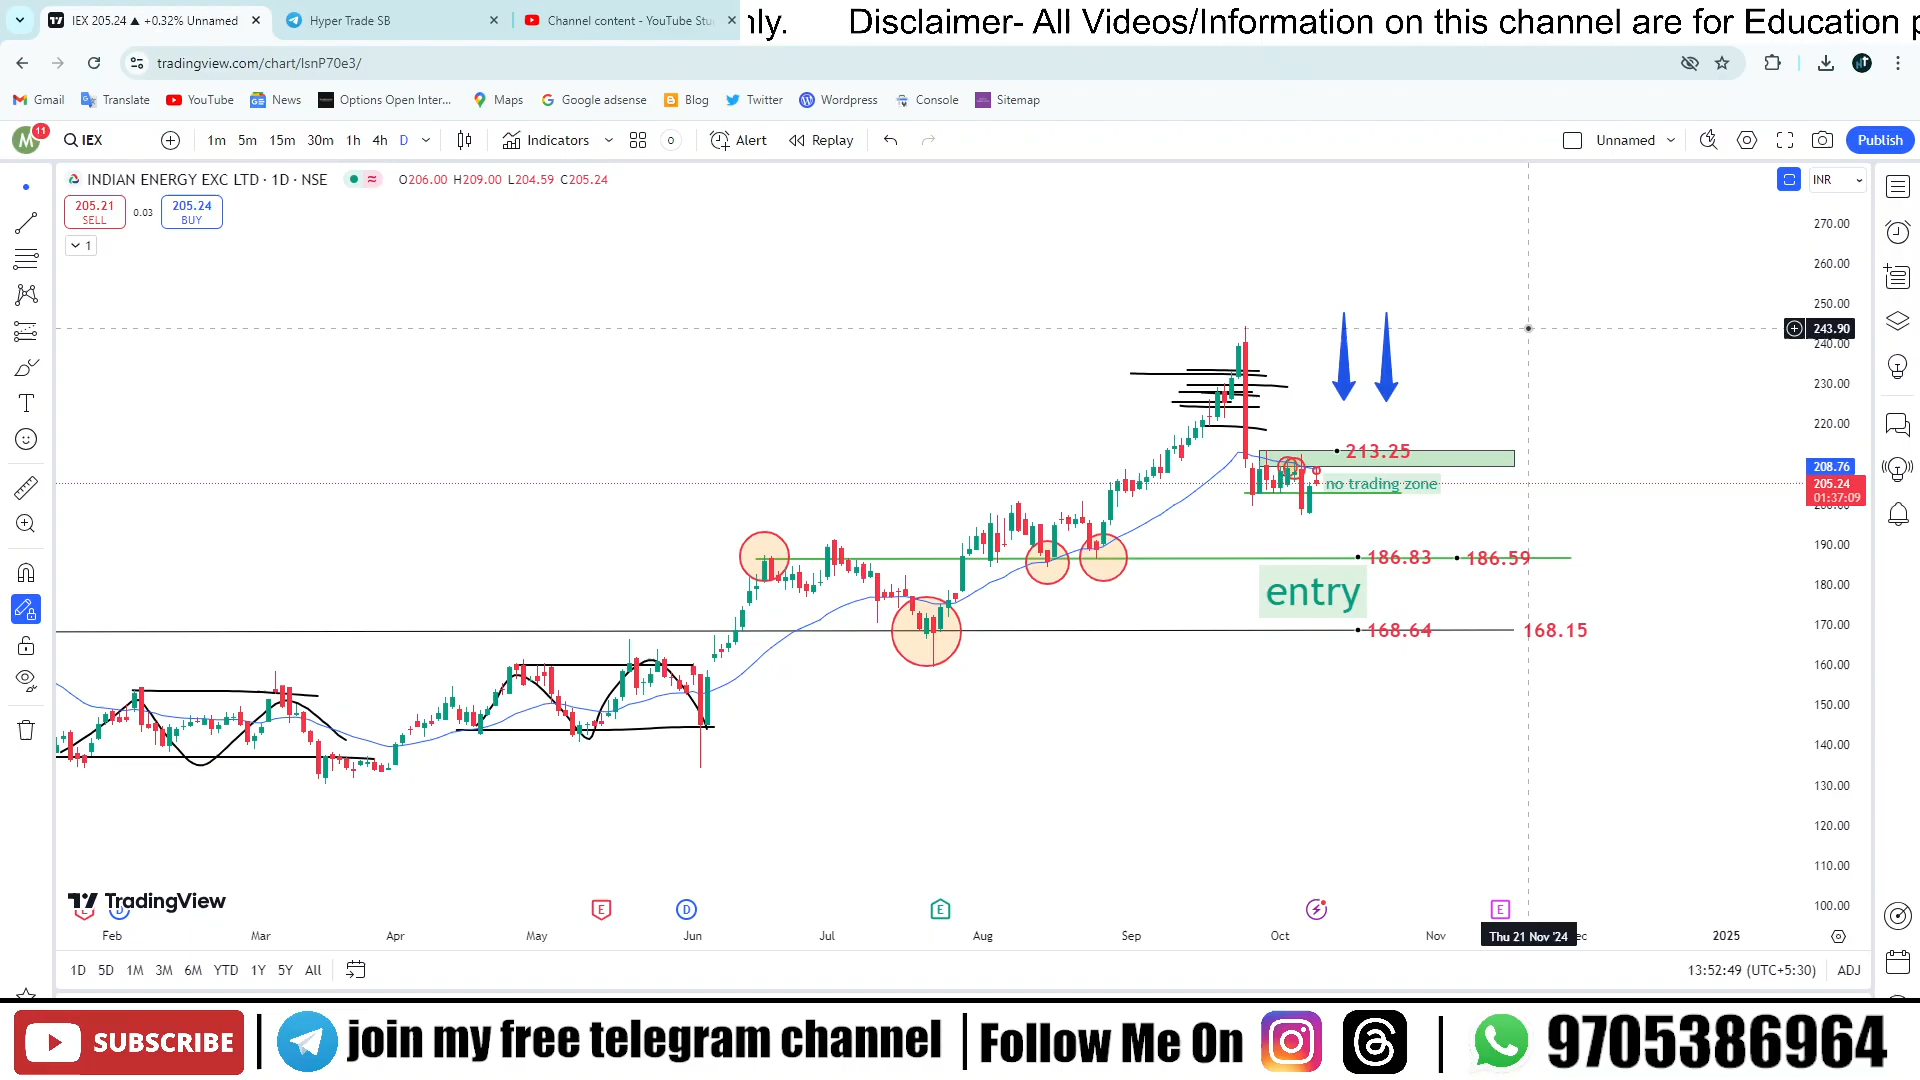 IEX 205.24 ▲ +0.32% Unnamed
Hyper Trade SB
Channel content - YouTube Stu
nly. Disclaimer- All Videos/Information on this channel are for Education p
tradingview.com/chart/IsnP70e3/
Gmail Translate YouTube News Options Open Inter... Maps Google adsense Blog Twitter Wordpress Console Sitemap
M 11 IEX 1m 5m 15m 30m 1h 4h D Indicators Alert Replay Unnamed Publish
INDIAN ENERGY EXC LTD · 1D · NSE O206.00 H209.00 L204.59 C205.24 INR
205.21 SELL 0.03 205.24 BUY
1
270.00
260.00
250.00
243.90
240.00
230.00
220.00
213.25
208.76
no trading zone 205.24
01:37:09
200.00
190.00
186.83 186.59
180.00
entry
170.00
168.64 168.15
160.00
150.00
140.00
130.00
120.00
110.00
100.00
TradingView
E D E D E E
Feb Mar Apr May Jun Jul Aug Sep Oct Nov Thu 21 Nov '24 ec 2025
1D 5D 1M 3M 6M YTD 1Y 5Y All 13:52:49 (UTC+5:30) ADJ
SUBSCRIBE | join my free telegram channel | Follow Me On | 9705386964